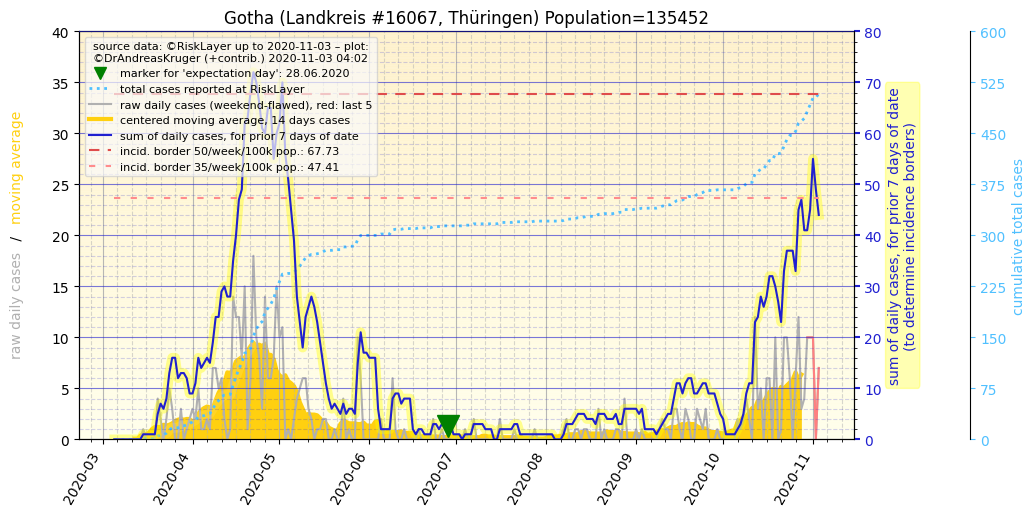 Gotha (Landkreis #16067, Thüringen) Population=135452
source data: ©RiskLayer up to 2020-11-03 – plot:
©DrAndreasKruger (+contrib.) 2020-11-03 04:02
marker for 'expectation day': 28.06.2020
total cases reported at RiskLayer
raw daily cases (weekend-flawed), red: last 5
centered moving average, 14 days cases
sum of daily cases, for prior 7 days of date
incid. border 50/week/100k pop.: 67.73
incid. border 35/week/100k pop.: 47.41
raw daily cases / moving average
40
35
30
25
20
15
10
5
0
2020-03
2020-04
2020-05
2020-06
2020-07
2020-08
2020-09
2020-10
2020-11
80
70
60
50
40
30
20
10
0
sum of daily cases, for prior 7 days of date
(to determine incidence borders)
600
525
450
375
300
225
150
75
0
cumulative total cases